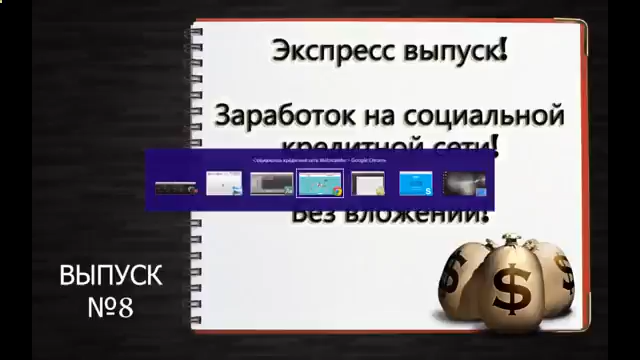 Экспресс выпуск!
Заработок на социальной
кредитной сети!
Без вложений!
ВЫПУСК
№8